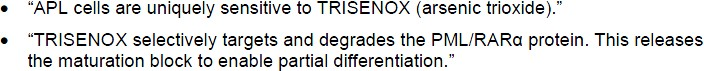 • “APL cells are uniquely sensitive to TRISENOX (arsenic trioxide).”
• “TRISENOX selectively targets and degrades the PML/RARα protein. This releases
the maturation block to enable partial differentiation.”